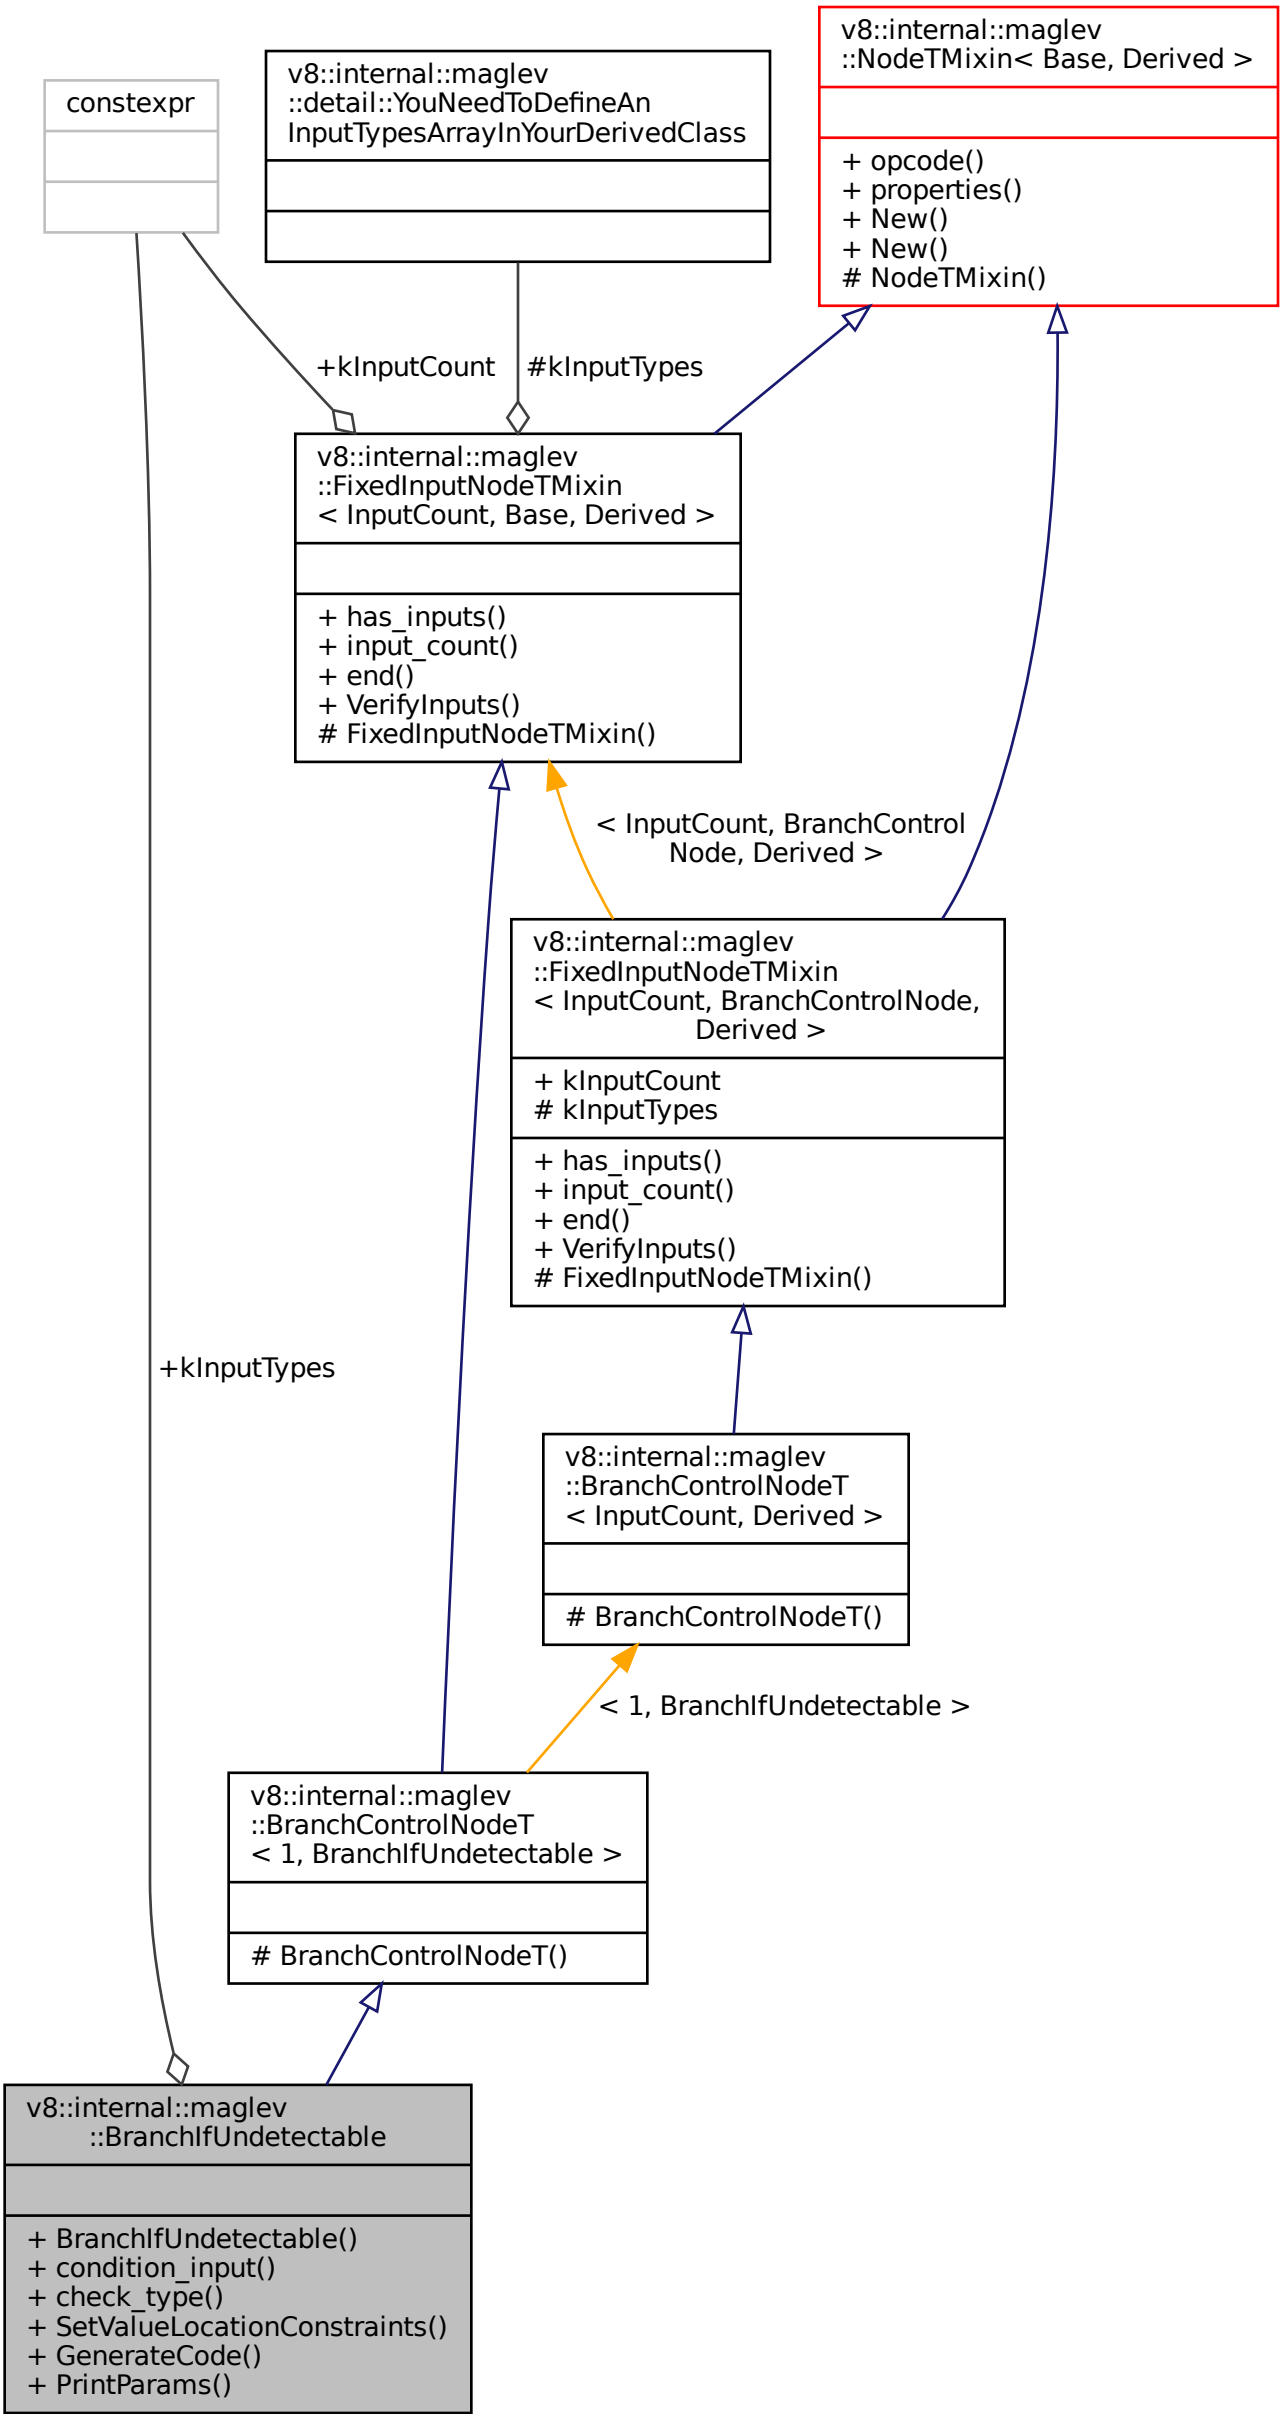 constexpr
v8::internal::maglev
::detail::YouNeedToDefineAn
InputTypesArrayInYourDerivedClass
v8::internal::maglev
::NodeTMixin< Base, Derived >
+ opcode()
+ properties()
+ New()
+ New()
# NodeTMixin()
+kInputCount
#kInputTypes
v8::internal::maglev
::FixedInputNodeTMixin
< InputCount, Base, Derived >
+ has_inputs()
+ input_count()
+ end()
+ VerifyInputs()
# FixedInputNodeTMixin()
< InputCount, BranchControl
Node, Derived >
v8::internal::maglev
::FixedInputNodeTMixin
< InputCount, BranchControlNode,
Derived >
+ kInputCount
# kInputTypes
+ has_inputs()
+ input_count()
+ end()
+ VerifyInputs()
# FixedInputNodeTMixin()
+kInputTypes
v8::internal::maglev
::BranchControlNodeT
< InputCount, Derived >
# BranchControlNodeT()
< 1, BranchIfUndetectable >
v8::internal::maglev
::BranchControlNodeT
< 1, BranchIfUndetectable >
# BranchControlNodeT()
v8::internal::maglev
::BranchIfUndetectable
+ BranchIfUndetectable()
+ condition_input()
+ check_type()
+ SetValueLocationConstraints()
+ GenerateCode()
+ PrintParams()